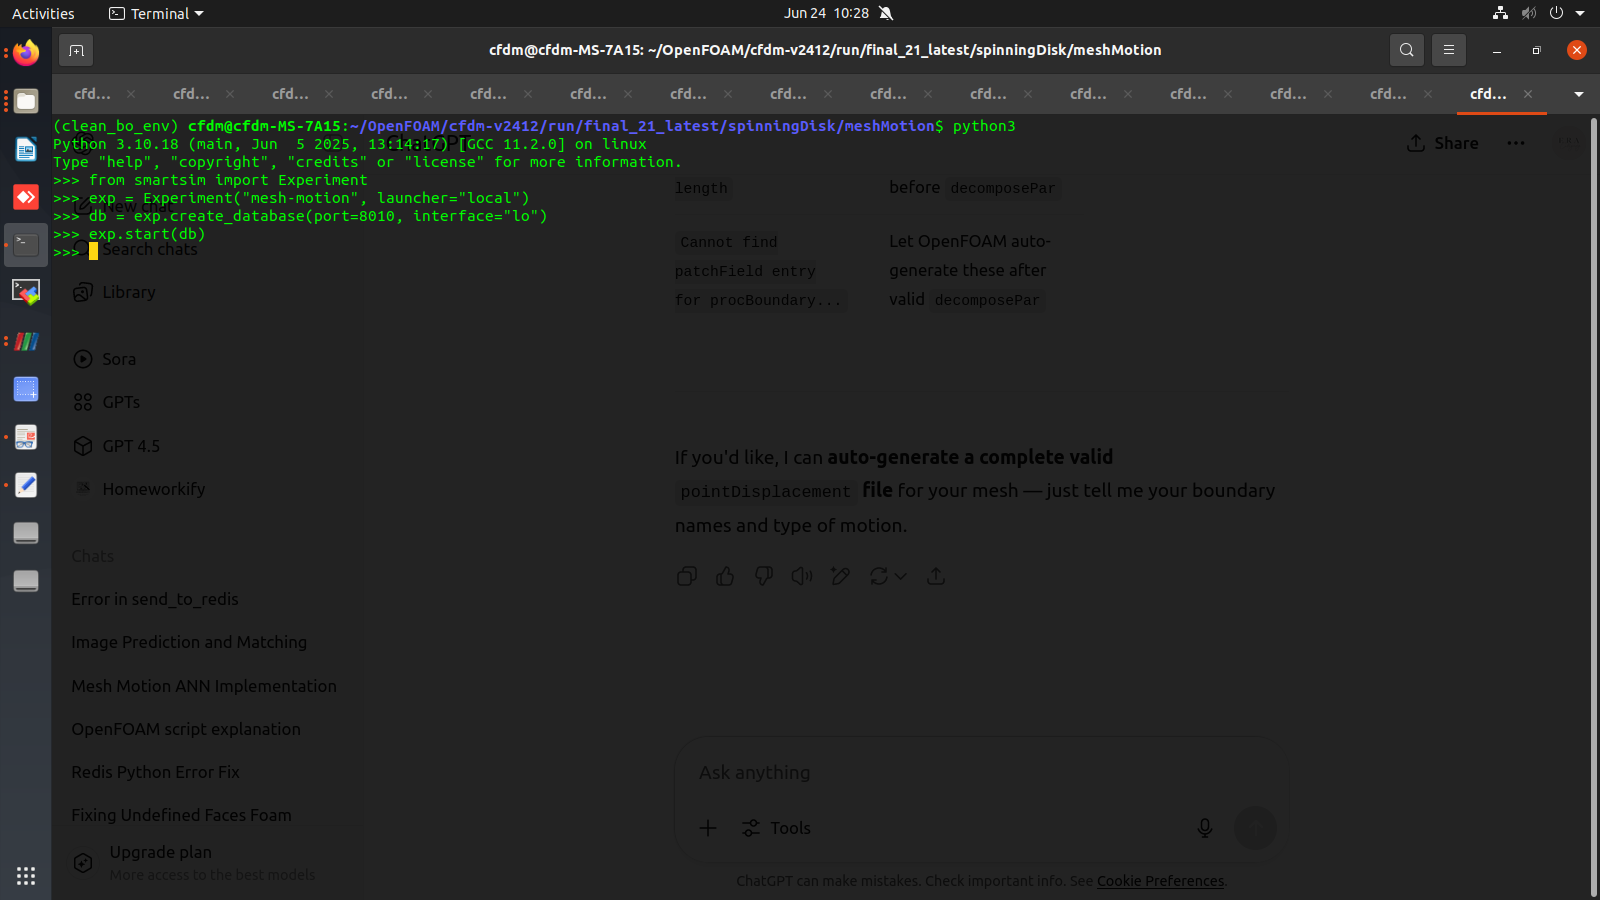 Activities
Terminal
Jun 24 10:28
cfdm@cfdm-MS-7A15: ~/OpenFOAM/cfdm-v2412/run/final_21_latest/spinningDisk/meshMotion
cfd... × cfd... × cfd... × cfd... × cfd... × cfd... × cfd... × cfd... × cfd... × cfd... × cfd... × cfd... × cfd... × cfd... × cfd... ×
(clean_bo_env) cfdm@cfdm-MS-7A15:~/OpenFOAM/cfdm-v2412/run/final_21_latest/spinningDisk/meshMotion$ python3
Python 3.10.18 (main, Jun  5 2025, 13:14:17) [GCC 11.2.0] on linux
Type "help", "copyright", "credits" or "license" for more information.
>>> from smartsim import Experiment
>>> exp = Experiment("mesh-motion", launcher="local")
>>> db = exp.create_database(port=8010, interface="lo")
>>> exp.start(db)
>>>
ChatGPT
Share
New chat
Search chats
Library
Sora
GPTs
GPT 4.5
Homeworkify
Chats
Error in send_to_redis
Image Prediction and Matching
Mesh Motion ANN Implementation
OpenFOAM script explanation
Redis Python Error Fix
Fixing Undefined Faces Foam
Upgrade plan
More access to the best models
length
before decomposePar
Cannot find
patchField entry
for procBoundary...
Let OpenFOAM auto-
generate these after
valid decomposePar
If you'd like, I can auto-generate a complete valid
pointDisplacement file for your mesh — just tell me your boundary
names and type of motion.
Ask anything
Tools
ChatGPT can make mistakes. Check important info. See Cookie Preferences.